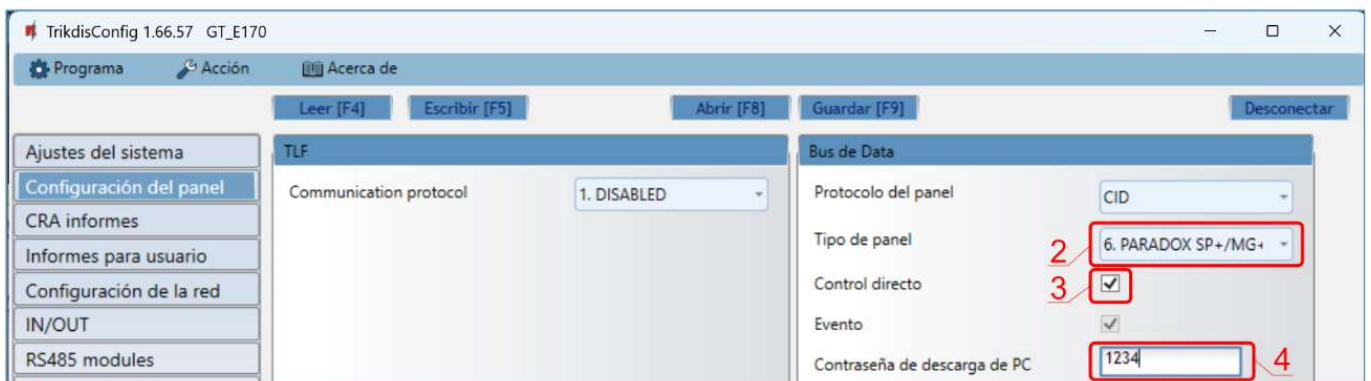 TrikdisConfig 1.66.57 GT_E170
Programa Acción Acerca de
Leer [F4] Escribir [F5] Abrir [F8] Guardar [F9] Desconectar
Ajustes del sistema
Configuración del panel
CRA informes
Informes para usuario
Configuración de la red
IN/OUT
RS485 modules
TLF
Communication protocol 1. DISABLED
Bus de Data
Protocolo del panel CID
Tipo de panel 2 6. PARADOX SP+/MG+
Control directo 3
Evento
Contraseña de descarga de PC 1234 4